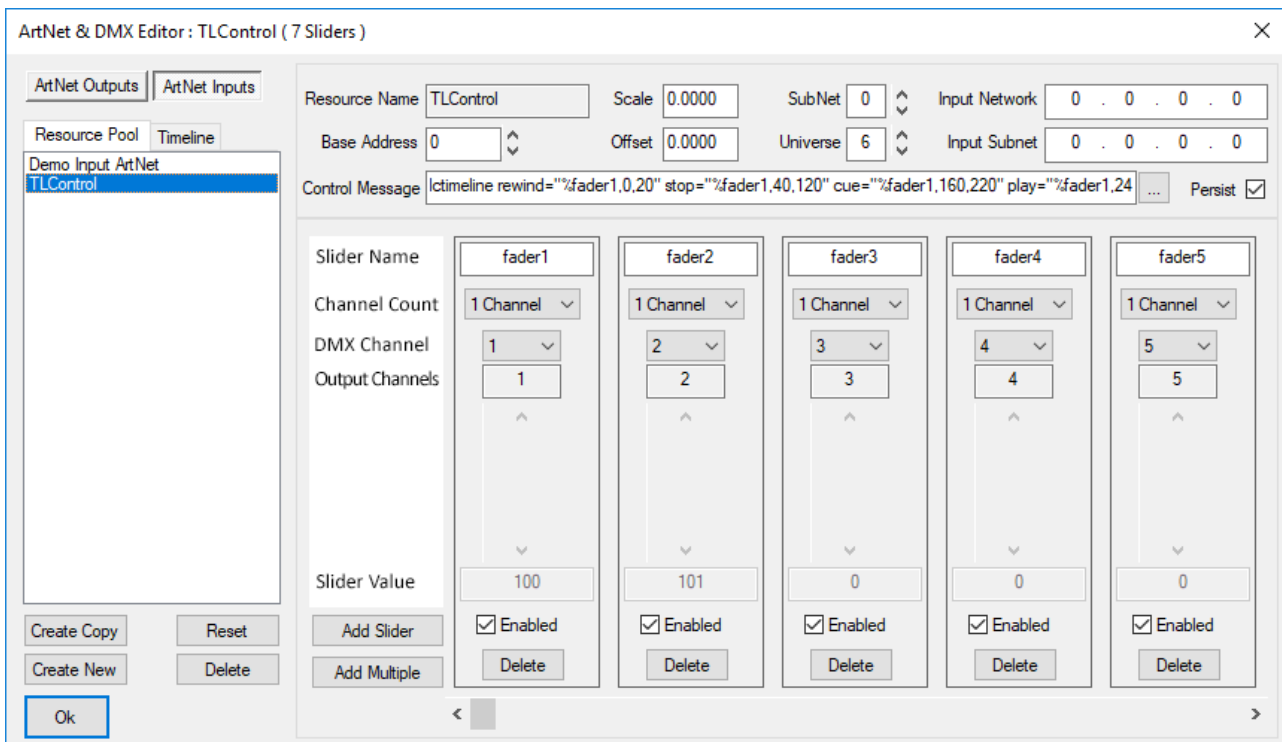 ArtNet & DMX Editor : TLControl ( 7 Sliders )
ArtNet Outputs ArtNet Inputs
Resource Pool Timeline
Demo Input ArtNet
TLControl
Create Copy Reset
Create New Delete
Ok
Resource Name TLControl Scale 0.0000 SubNet 0 Input Network 0 . 0 . 0 . 0
Base Address 0 Offset 0.0000 Universe 6 Input Subnet 0 . 0 . 0 . 0
Control Message lctimeline rewind="%fader1,0,20" stop="%fader1,40,120" cue="%fader1,160,220" play="%fader1,24 ... Persist
Slider Name fader1 fader2 fader3 fader4 fader5
Channel Count 1 Channel 1 Channel 1 Channel 1 Channel 1 Channel
DMX Channel 1 2 3 4 5
Output Channels 1 2 3 4 5
Slider Value 100 101 0 0 0
Add Slider Enabled Enabled Enabled Enabled Enabled
Add Multiple Delete Delete Delete Delete Delete